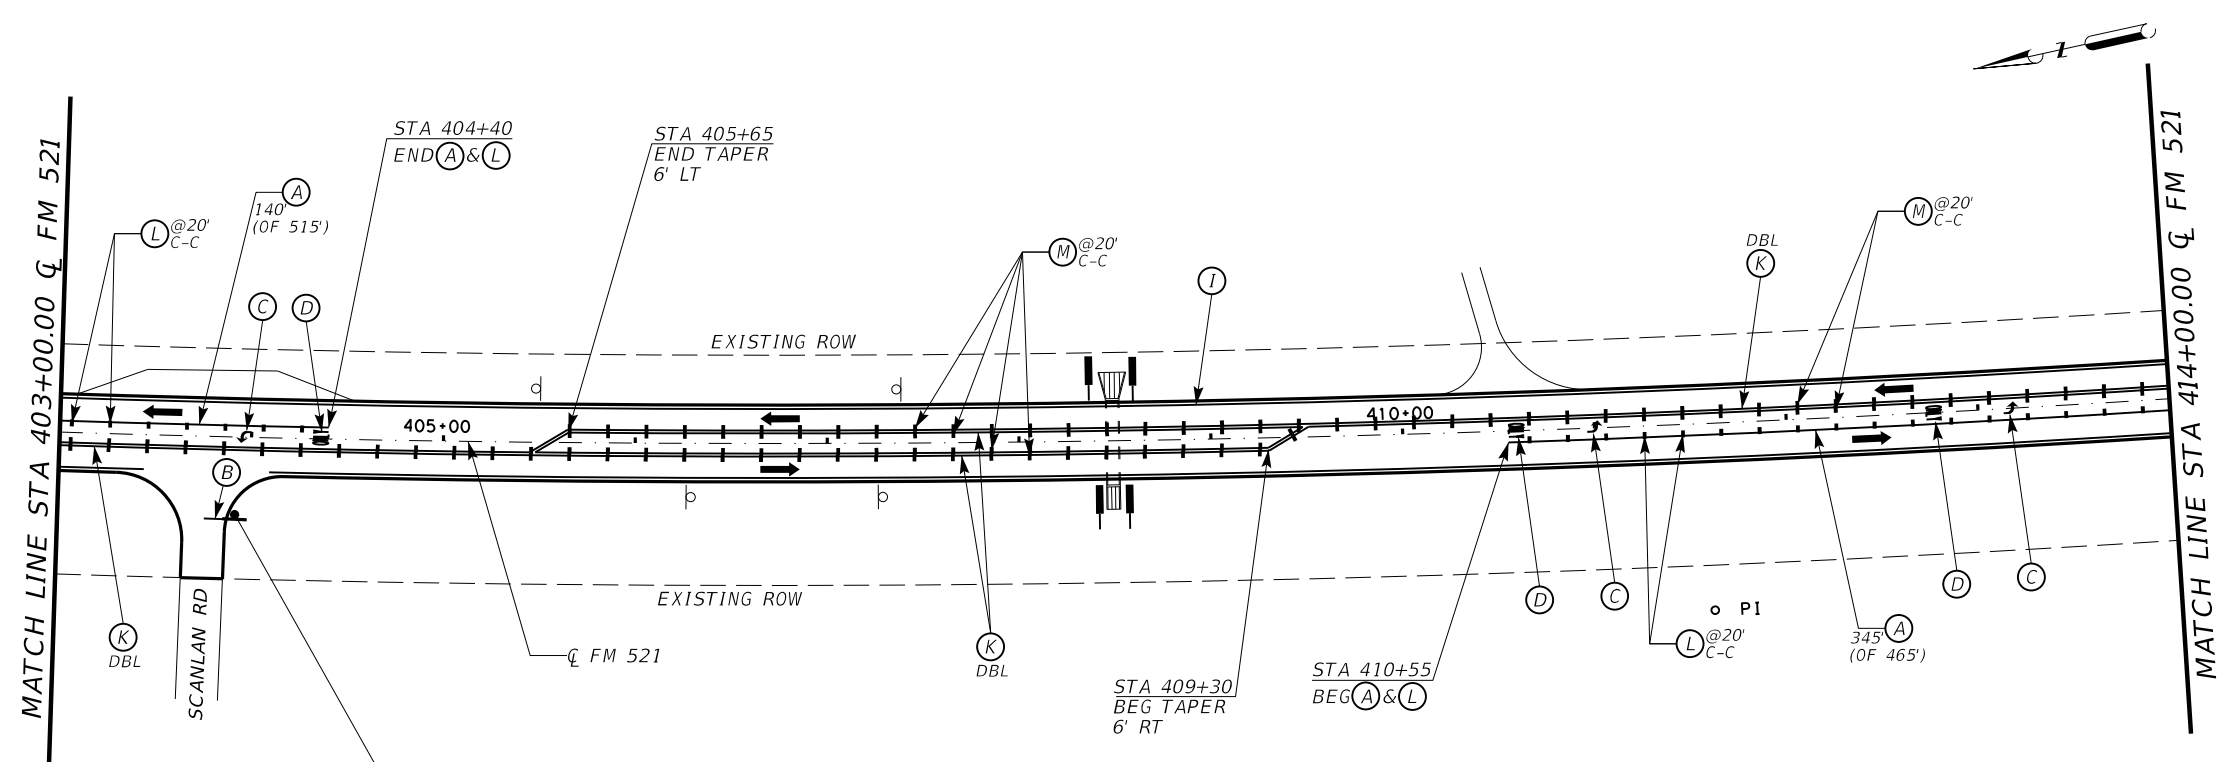 MATCH LINE STA 403+00.00 ℄ FM 521
L @20'
C-C
A
140'
(OF 515')
C
D
STA 404+40
END A & L
405+00
B
K
DBL
SCANLAN RD
STA 405+65
END TAPER
6' LT
EXISTING ROW
M @20'
C-C
I
EXISTING ROW
℄ FM 521
K
DBL
STA 409+30
BEG TAPER
6' RT
410+00
STA 410+55
BEG A & L
D
C
L @20'
C-C
PI
DBL
K
M @20'
C-C
A
345'
(OF 465')
D
C
Z
MATCH LINE STA 414+00.00 ℄ FM 521